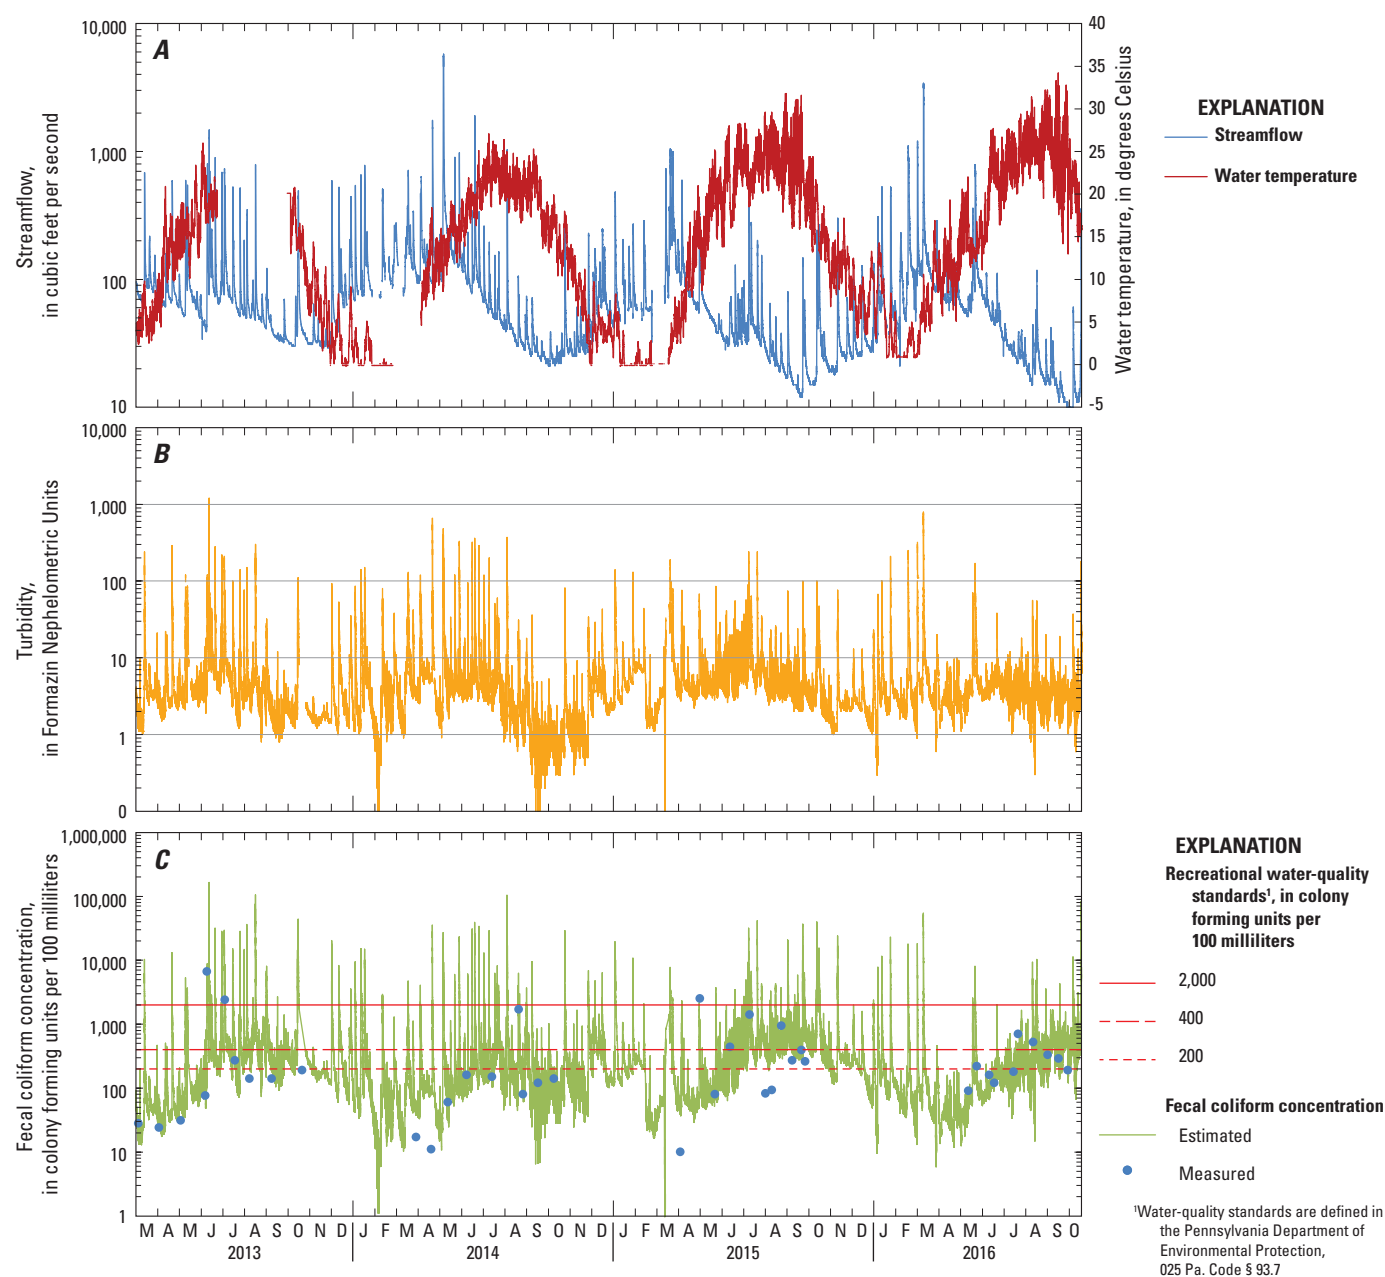 A
Streamflow,
in cubic feet per second
10,000
1,000
100
10
Water temperature, in degrees Celsius
40
35
30
25
20
15
10
5
0
-5
EXPLANATION
Streamflow
Water temperature
B
Turbidity,
in Formazin Nephelometric Units
10,000
1,000
100
10
1
0
C
Fecal coliform concentration,
in colony forming units per 100 milliliters
1,000,000
100,000
10,000
1,000
100
10
1
M A M J J A S O N D J F M A M J J A S O N D J F M A M J J A S O N D J F M A M J J A S O
2013 2014 2015 2016
EXPLANATION
Recreational water-quality
standards¹, in colony
forming units per
100 milliliters
2,000
400
200
Fecal coliform concentration
Estimated
Measured
¹Water-quality standards are defined in
the Pennsylvania Department of
Environmental Protection,
025 Pa. Code § 93.7